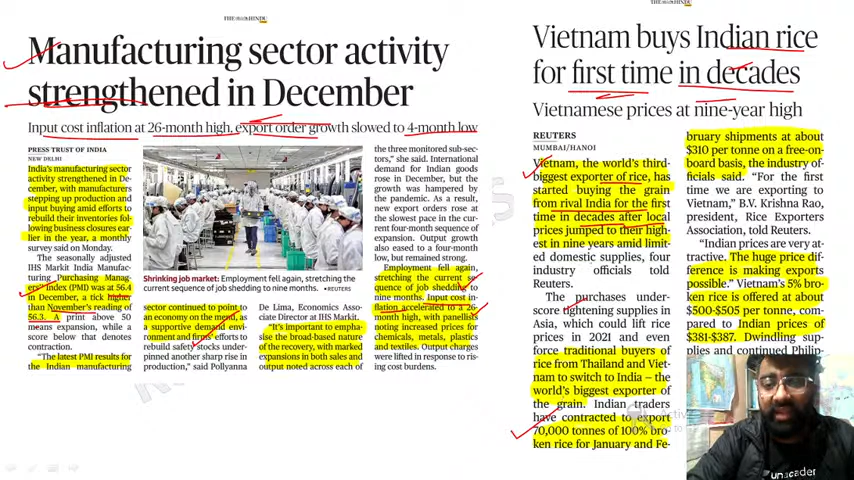 THE HINDU
Manufacturing sector activity
strengthened in December
Input cost inflation at 26-month high, export order growth slowed to 4-month low
PRESS TRUST OF INDIA
NEW DELHI
India's manufacturing sector
activity strengthened in De-
cember, with manufacturers
stepping up production and
input buying amid efforts to
rebuild their inventories fol-
lowing business closures ear-
lier in the year, a monthly
survey said on Monday.
The seasonally adjusted
IHS Markit India Manufac-
turing Purchasing Manag-
ers' Index (PMI) was at 56.4
in December, a tick higher
than November's reading of
56.3. A print above 50
means expansion, while a
score below that denotes
contraction.
"The latest PMI results for
the Indian manufacturing
Shrinking job market: Employment fell again, stretching the
current sequence of job shedding to nine months. •REUTERS
sector continued to point to
an economy on the mend, as
a supportive demand envi-
ronment and firms' efforts to
rebuild safety stocks under-
pinned another sharp rise in
production," said Pollyanna
De Lima, Economics Asso-
ciate Director at IHS Markit.
"It's important to empha-
sise the broad-based nature
of the recovery, with marked
expansions in both sales and
output noted across each of
the three monitored sub-sec-
tors," she said. International
demand for Indian goods
rose in December, but the
growth was hampered by
the pandemic. As a result,
new export orders rose at
the slowest pace in the cur-
rent four-month sequence of
expansion. Output growth
also eased to a four-month
low, but remained strong.
Employment fell again,
stretching the current se-
quence of job shedding to
nine months. Input cost in-
flation accelerated to a 26-
month high, with panellists
noting increased prices for
chemicals, metals, plastics
and textiles. Output charges
were lifted in response to ris-
ing cost burdens.
THE HINDU
Vietnam buys Indian rice
for first time in decades
Vietnamese prices at nine-year high
REUTERS
MUMBAI/HANOI
Vietnam, the world's third-
biggest exporter of rice, has
started buying the grain
from rival India for the first
time in decades after local
prices jumped to their high-
est in nine years amid limit-
ed domestic supplies, four
industry officials told
Reuters.
The purchases under-
score tightening supplies in
Asia, which could lift rice
prices in 2021 and even
force traditional buyers of
rice from Thailand and Viet-
nam to switch to India – the
world's biggest exporter of
the grain. Indian traders
have contracted to export
70,000 tonnes of 100% bro-
ken rice for January and Fe-
bruary shipments at about
$310 per tonne on a free-on-
board basis, the industry of-
ficials said. "For the first
time we are exporting to
Vietnam," B.V. Krishna Rao,
president, Rice Exporters
Association, told Reuters.
"Indian prices are very at-
tractive. The huge price dif-
ference is making exports
possible." Vietnam's 5% bro-
ken rice is offered at about
$500-$505 per tonne, com-
pared to Indian prices of
$381-$387. Dwindling sup-
plies and continued Philip-
unacader